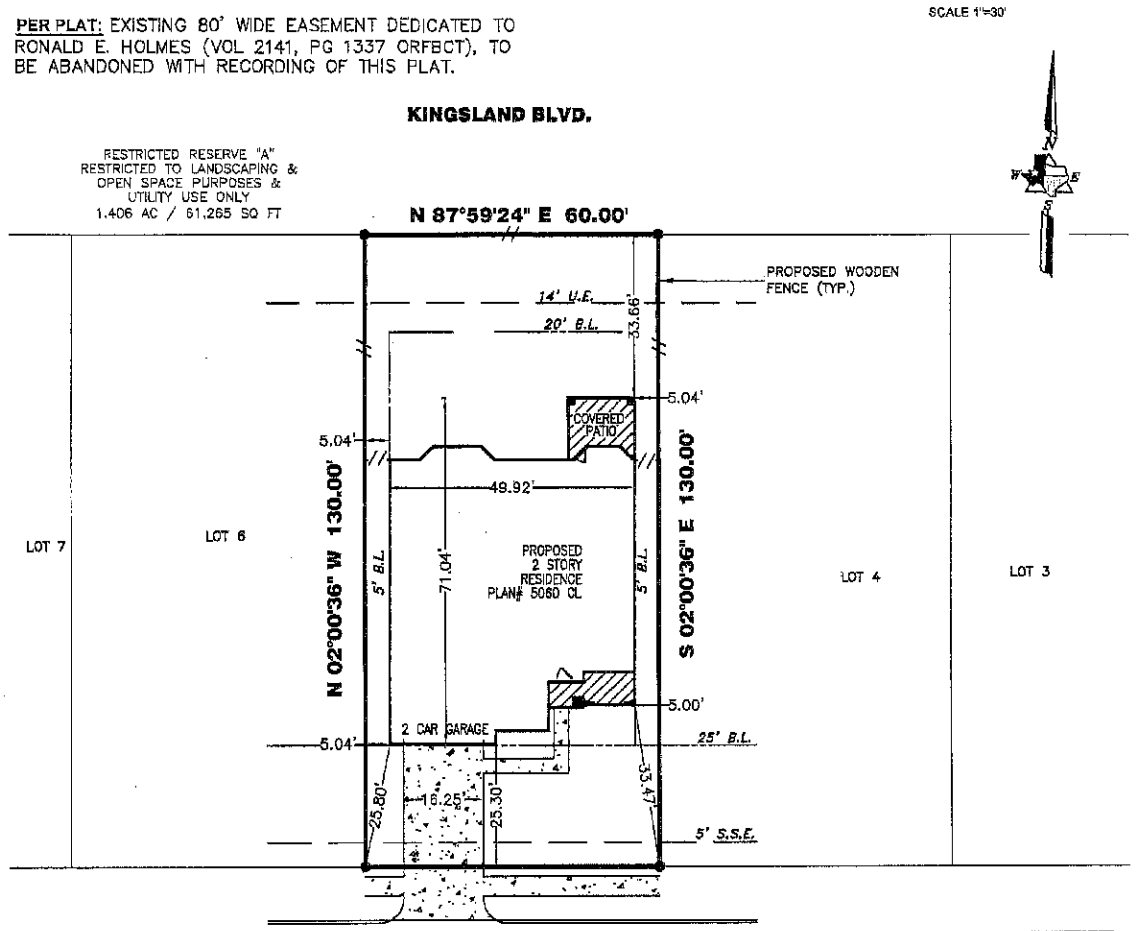 PER PLAT: EXISTING 80' WIDE EASEMENT DEDICATED TO
RONALD E. HOLMES (VOL 2141, PG 1337 ORFBCT), TO
BE ABANDONED WITH RECORDING OF THIS PLAT.
SCALE 1"=30'
KINGSLAND BLVD.
RESTRICTED RESERVE "A"
RESTRICTED TO LANDSCAPING &
OPEN SPACE PURPOSES &
UTILITY USE ONLY
1.406 AC / 61,265 SQ FT
N
W E
S
N 87°59'24" E 60.00'
PROPOSED WOODEN
FENCE (TYP.)
14' U.E.
20' B.L.
33.66'
COVERED
PATIO
5.04'
5.04'
49.92'
N 02°00'36" W 130.00'
S 02°00'36" E 130.00'
LOT 7
LOT 6
5' B.L.
71.04'
PROPOSED
2 STORY
RESIDENCE
PLAN# 5060 CL
5' B.L.
LOT 4
LOT 3
5.00'
2 CAR GARAGE
5.04'
25' B.L.
25.80'
16.25'
25.30'
33.47'
5' S.S.E.